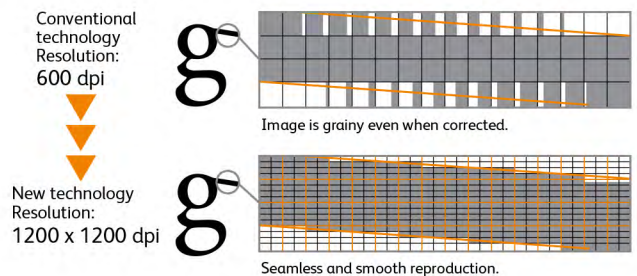 Conventional
technology
Resolution:
600 dpi
g
Image is grainy even when corrected.
New technology
Resolution:
1200 x 1200 dpi
g
Seamless and smooth reproduction.